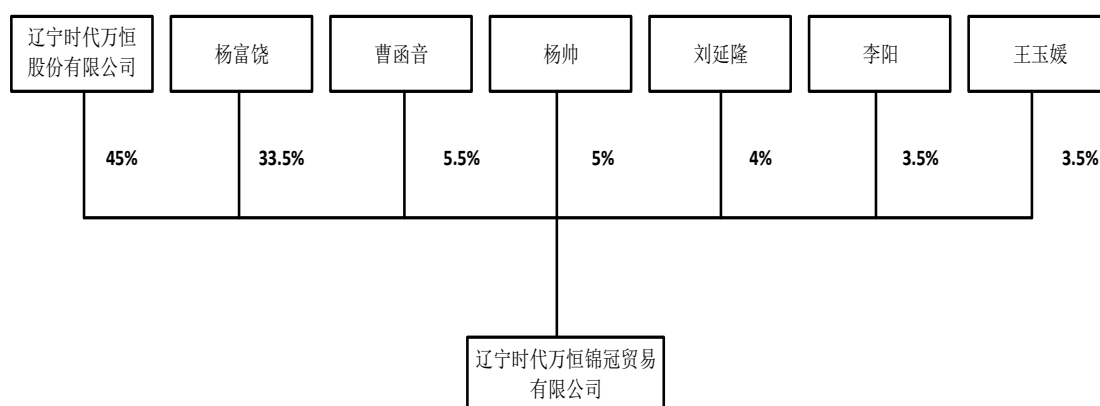 辽宁时代万恒
股份有限公司
杨富饶
曹函音
杨帅
刘延隆
李阳
王玉媛
45%
33.5%
5.5%
5%
4%
3.5%
3.5%
辽宁时代万恒锦冠贸易
有限公司